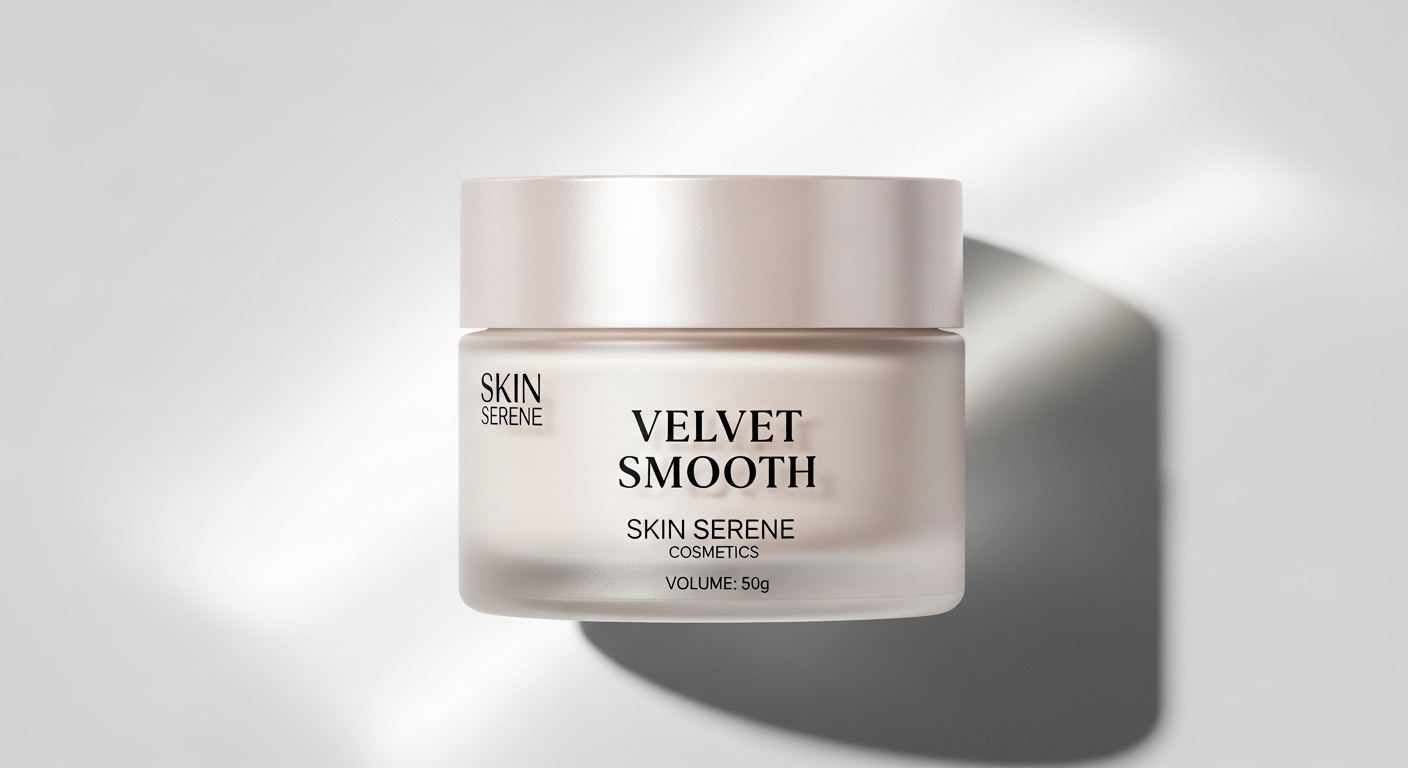 SKIN
SERENE
VELVET
SMOOTH
SKIN SERENE
COSMETICS
VOLUME: 50g